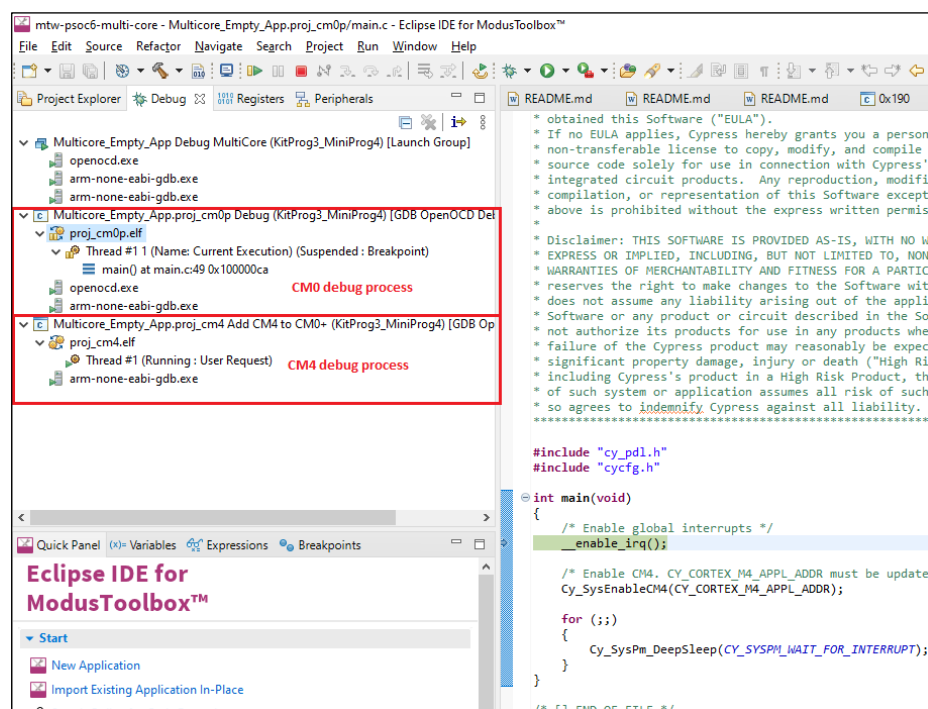 mtw-psoc6-multi-core - Multicore_Empty_App.proj_cm0p/main.c - Eclipse IDE for ModusToolbox™
File Edit Source Refactor Navigate Search Project Run Window Help
Project Explorer Debug Registers Peripherals
README.md README.md README.md 0x190
Multicore_Empty_App Debug MultiCore (KitProg3_MiniProg4) [Launch Group]
openocd.exe
arm-none-eabi-gdb.exe
arm-none-eabi-gdb.exe
Multicore_Empty_App.proj_cm0p Debug (KitProg3_MiniProg4) [GDB OpenOCD
proj_cm0p.elf
Thread #1 1 (Name: Current Execution) (Suspended : Breakpoint)
main() at main.c:49 0x100000ca
openocd.exe
CM0 debug process
arm-none-eabi-gdb.exe
Multicore_Empty_App.proj_cm4 Add CM4 to CM0+ (KitProg3_MiniProg4) [GDB Op
proj_cm4.elf
Thread #1 (Running : User Request)
CM4 debug process
arm-none-eabi-gdb.exe
Quick Panel (x)= Variables Expressions Breakpoints
Eclipse IDE for
ModusToolbox™
Start
New Application
Import Existing Application In-Place
* obtained this Software ("EULA").
* If no EULA applies, Cypress hereby grants you a person
* non-transferable license to copy, modify, and compile
* source code solely for use in connection with Cypress'
* integrated circuit products. Any reproduction, modifi
* compilation, or representation of this Software except
* above is prohibited without the express written permis
*
* Disclaimer: THIS SOFTWARE IS PROVIDED AS-IS, WITH NO W
* EXPRESS OR IMPLIED, INCLUDING, BUT NOT LIMITED TO, NON
* WARRANTIES OF MERCHANTABILITY AND FITNESS FOR A PARTIC
* reserves the right to make changes to the Software wit
* does not assume any liability arising out of the appli
* Software or any product or circuit described in the So
* not authorize its products for use in any products whe
* failure of the Cypress product may reasonably be expec
* significant property damage, injury or death ("High Ri
* including Cypress's product in a High Risk Product, th
* of such system or application assumes all risk of such
* so agrees to indemnify Cypress against all liability.
*******************************************************
#include "cy_pdl.h"
#include "cycfg.h"
int main(void)
{
/* Enable global interrupts */
__enable_irq();
/* Enable CM4. CY_CORTEX_M4_APPL_ADDR must be update
Cy_SysEnableCM4(CY_CORTEX_M4_APPL_ADDR);
for (;;)
{
Cy_SysPm_DeepSleep(CY_SYSPM_WAIT_FOR_INTERRUPT);
}
}
/* [] END OF FILE */